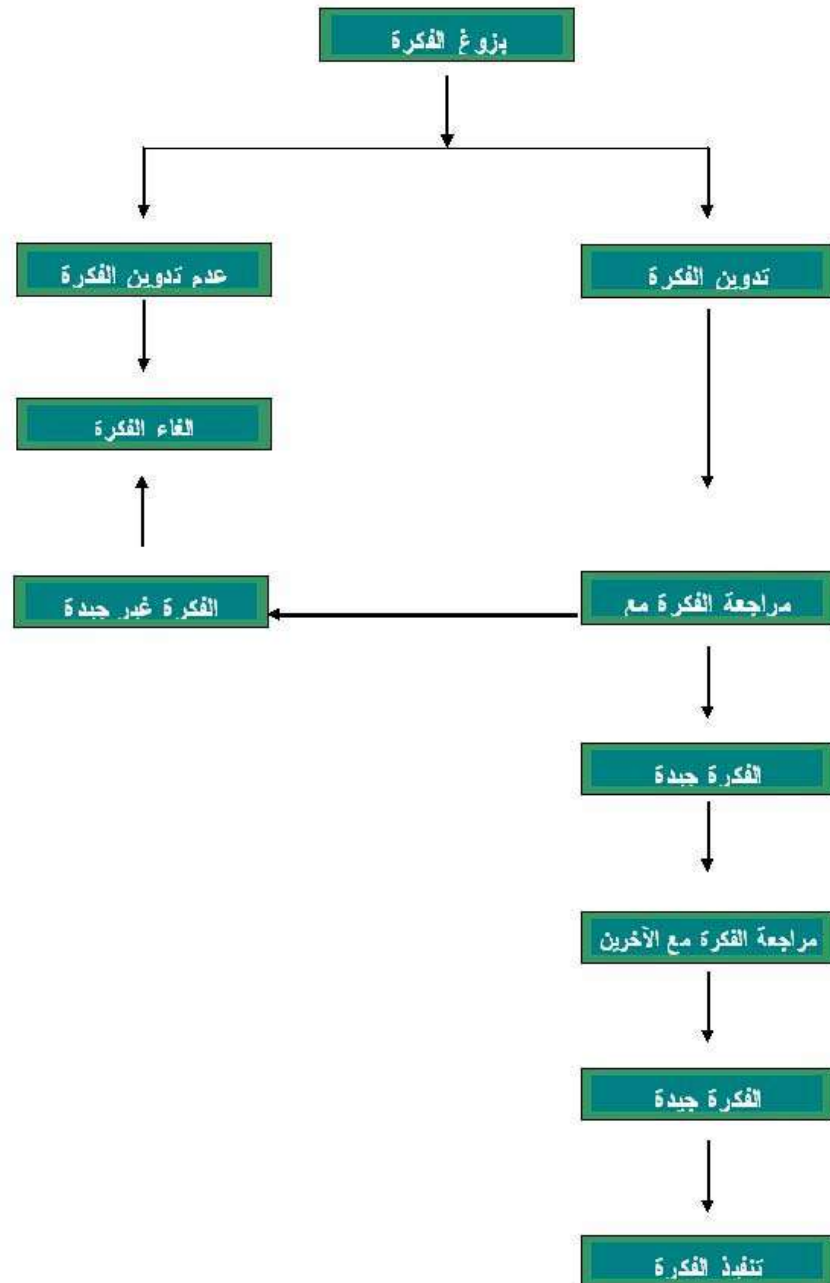 بزوغ الفكرة
تدوين الفكرة
عدم تدوين الفكرة
الغاء الفكرة
مراجعة الفكرة مع
الفكرة غير جيدة
الفكرة جيدة
مراجعة الفكرة مع الآخرين
الفكرة جيدة
تنفيذ الفكرة